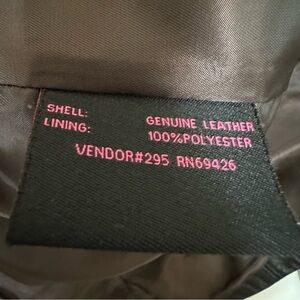 SHELL: GENUINE LEATHER
LINING: 100%POLYESTER
VENDOR#295 RN69426